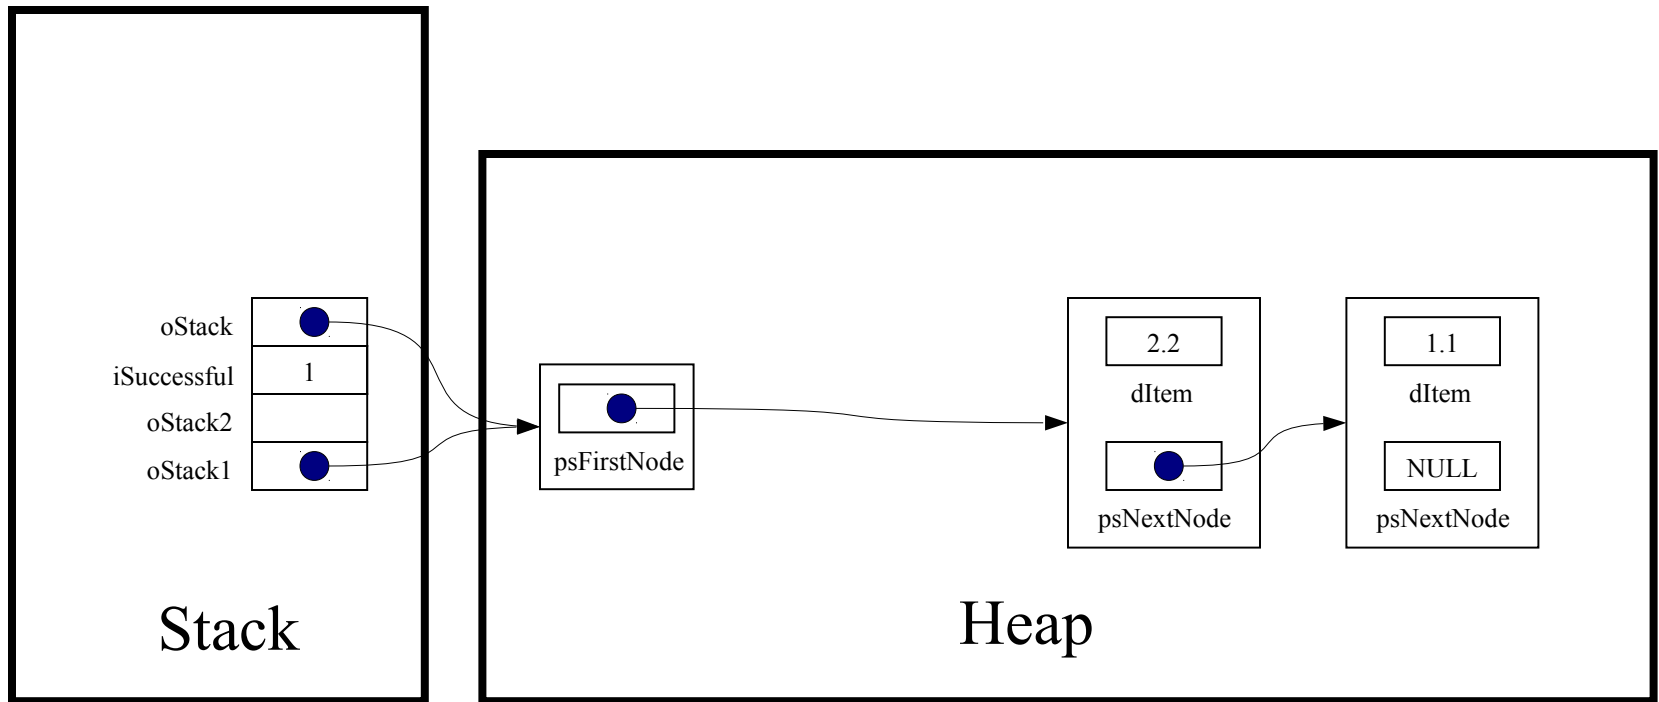 oStack
iSuccessful 1
oStack2
oStack1
Stack
psFirstNode
2.2
dItem
psNextNode
1.1
dItem
NULL
psNextNode
Heap